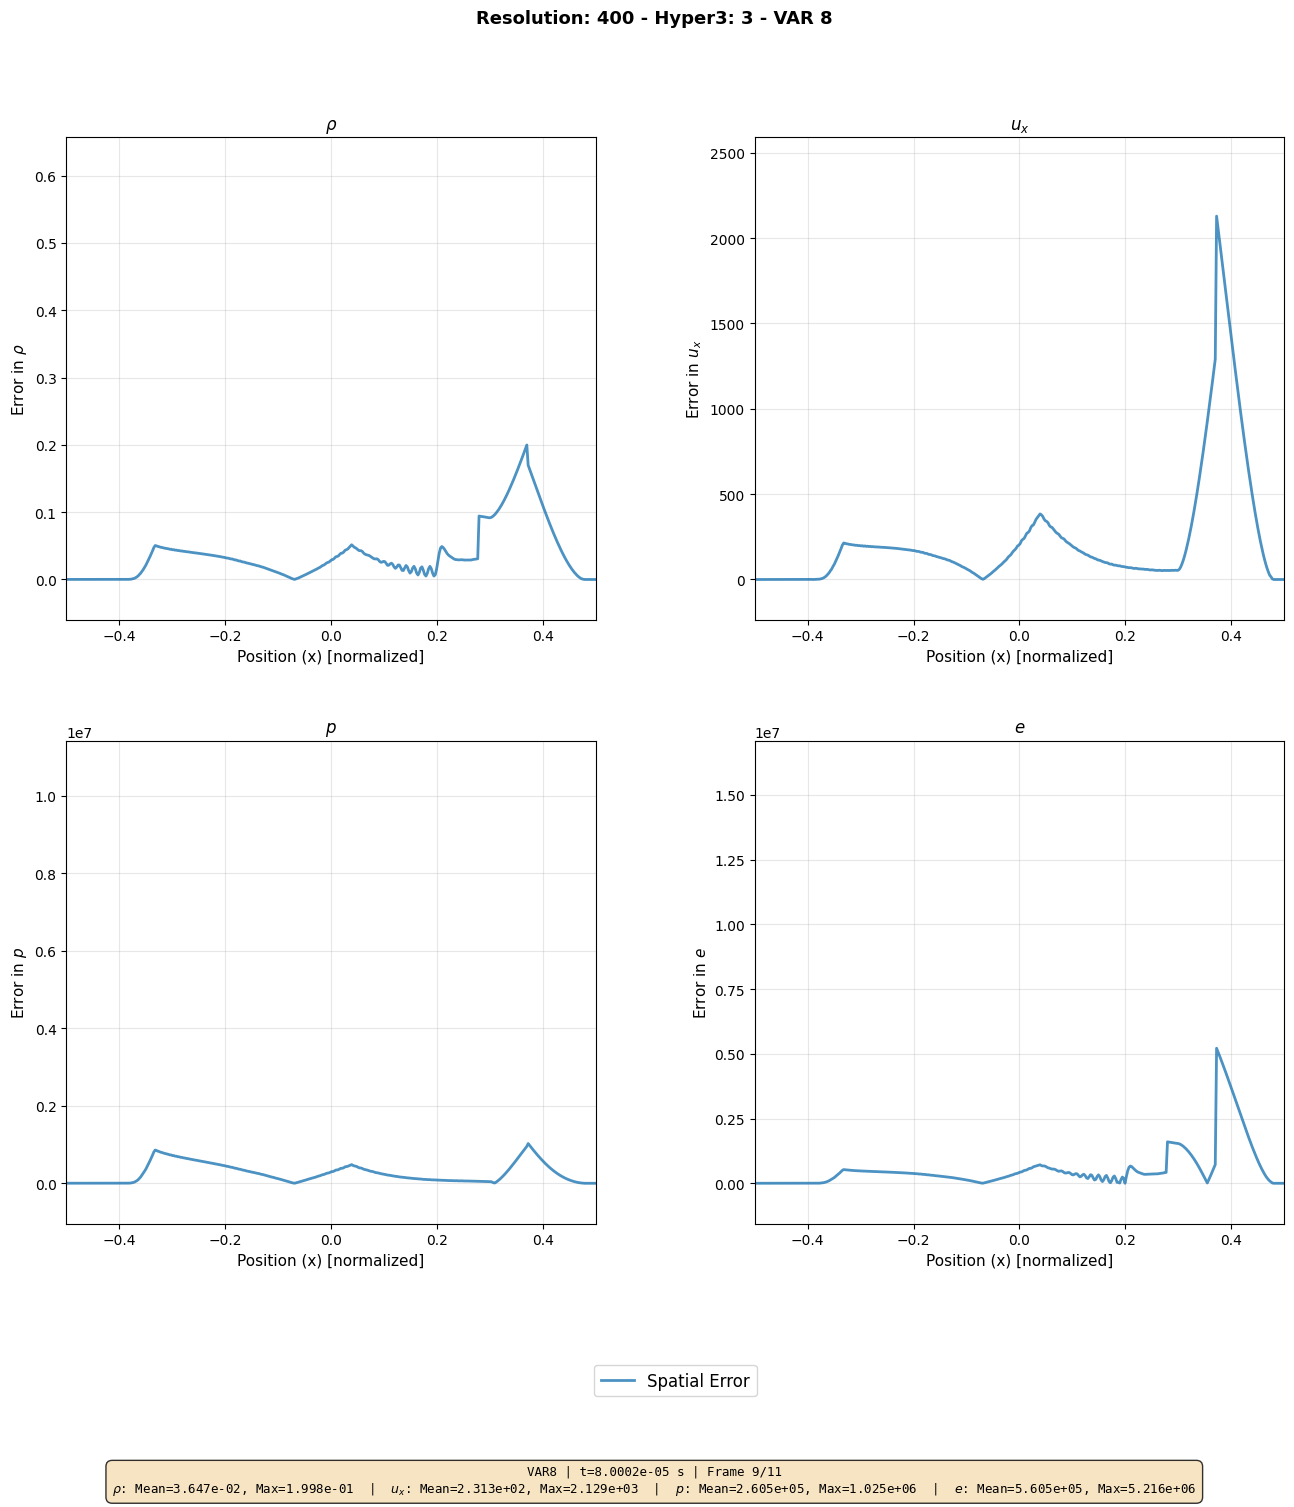 Resolution: 400 - Hyper3: 3 - VAR 8
ρ
Error in ρ
0.6
0.5
0.4
0.3
0.2
0.1
0.0
−0.4 −0.2 0.0 0.2 0.4
Position (x) [normalized]
u_x
Error in u_x
2500
2000
1500
1000
500
0
−0.4 −0.2 0.0 0.2 0.4
Position (x) [normalized]
p
1e7
Error in p
1.0
0.8
0.6
0.4
0.2
0.0
−0.4 −0.2 0.0 0.2 0.4
Position (x) [normalized]
e
1e7
Error in e
1.50
1.25
1.00
0.75
0.50
0.25
0.00
−0.4 −0.2 0.0 0.2 0.4
Position (x) [normalized]
Spatial Error
VAR8 | t=8.0002e-05 s | Frame 9/11
ρ: Mean=3.647e-02, Max=1.998e-01 | u_x: Mean=2.313e+02, Max=2.129e+03 | p: Mean=2.605e+05, Max=1.025e+06 | e: Mean=5.605e+05, Max=5.216e+06